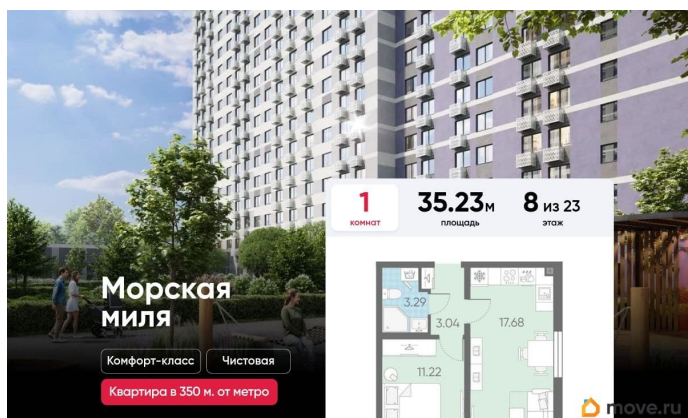 1
комнат
35.23м
площадь
8 из 23
этаж
Морская
миля
Комфорт-класс
Чистовая
Квартира в 350 м. от метро
3.29
3.04
17.68
11.22
move.ru